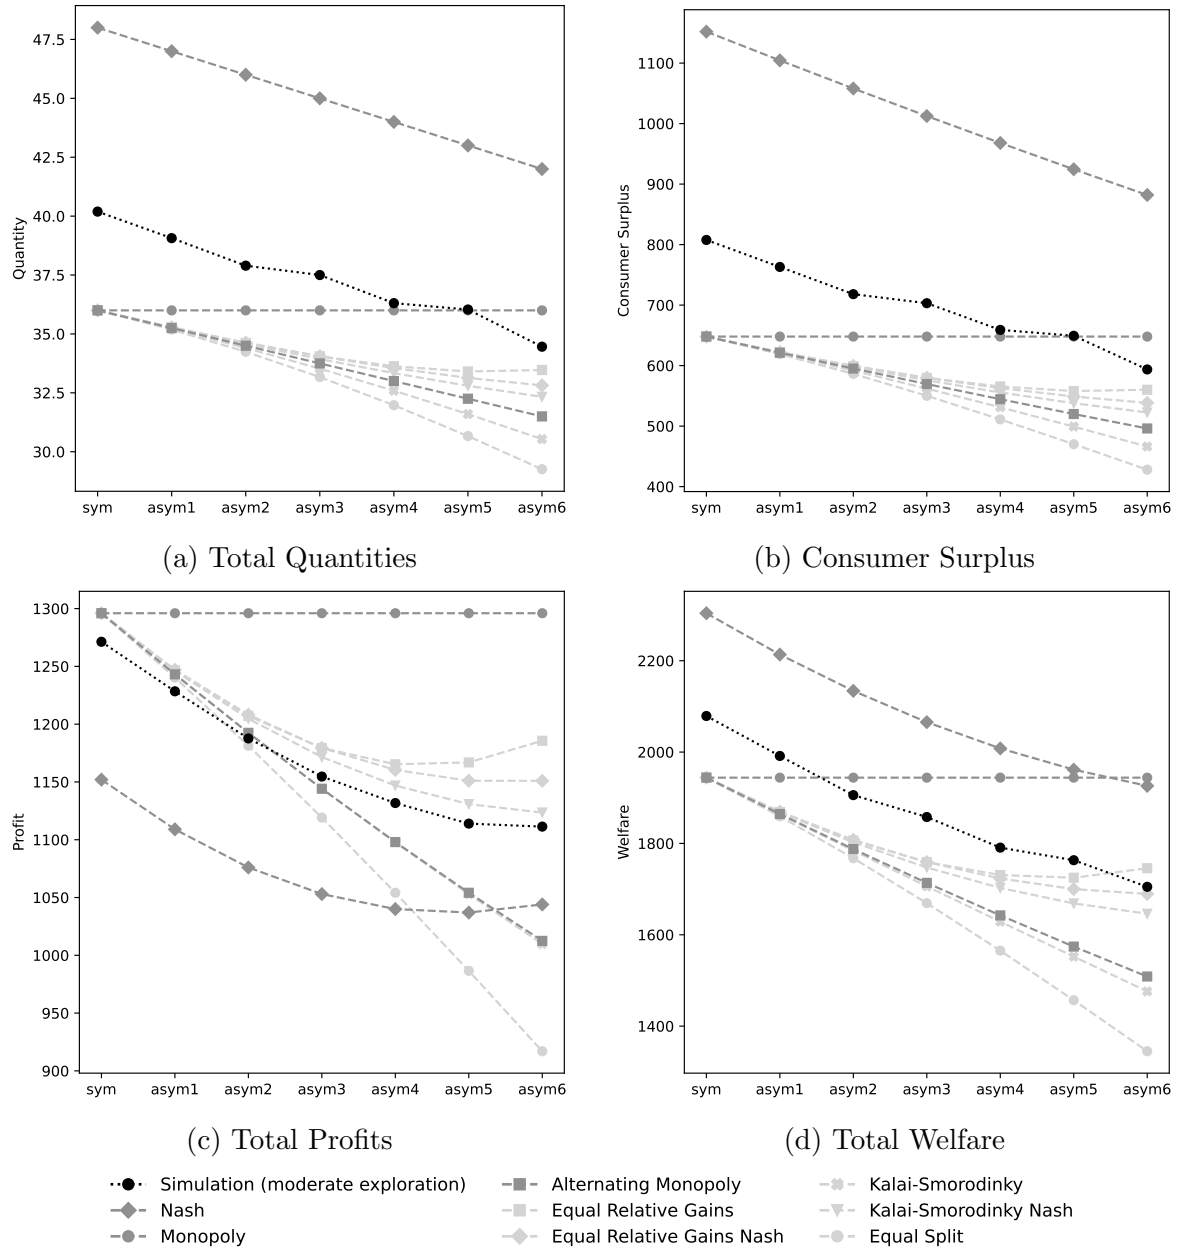 47.5
45.0
42.5
40.0
37.5
35.0
32.5
30.0
Quantity
sym asym1 asym2 asym3 asym4 asym5 asym6
(a) Total Quantities
1100
1000
900
800
700
600
500
400
Consumer Surplus
sym asym1 asym2 asym3 asym4 asym5 asym6
(b) Consumer Surplus
1300
1250
1200
1150
1100
1050
1000
950
900
Profit
sym asym1 asym2 asym3 asym4 asym5 asym6
(c) Total Profits
2200
2000
1800
1600
1400
Welfare
sym asym1 asym2 asym3 asym4 asym5 asym6
(d) Total Welfare
Simulation (moderate exploration)
Nash
Monopoly
Alternating Monopoly
Equal Relative Gains
Equal Relative Gains Nash
Kalai-Smorodinky
Kalai-Smorodinky Nash
Equal Split